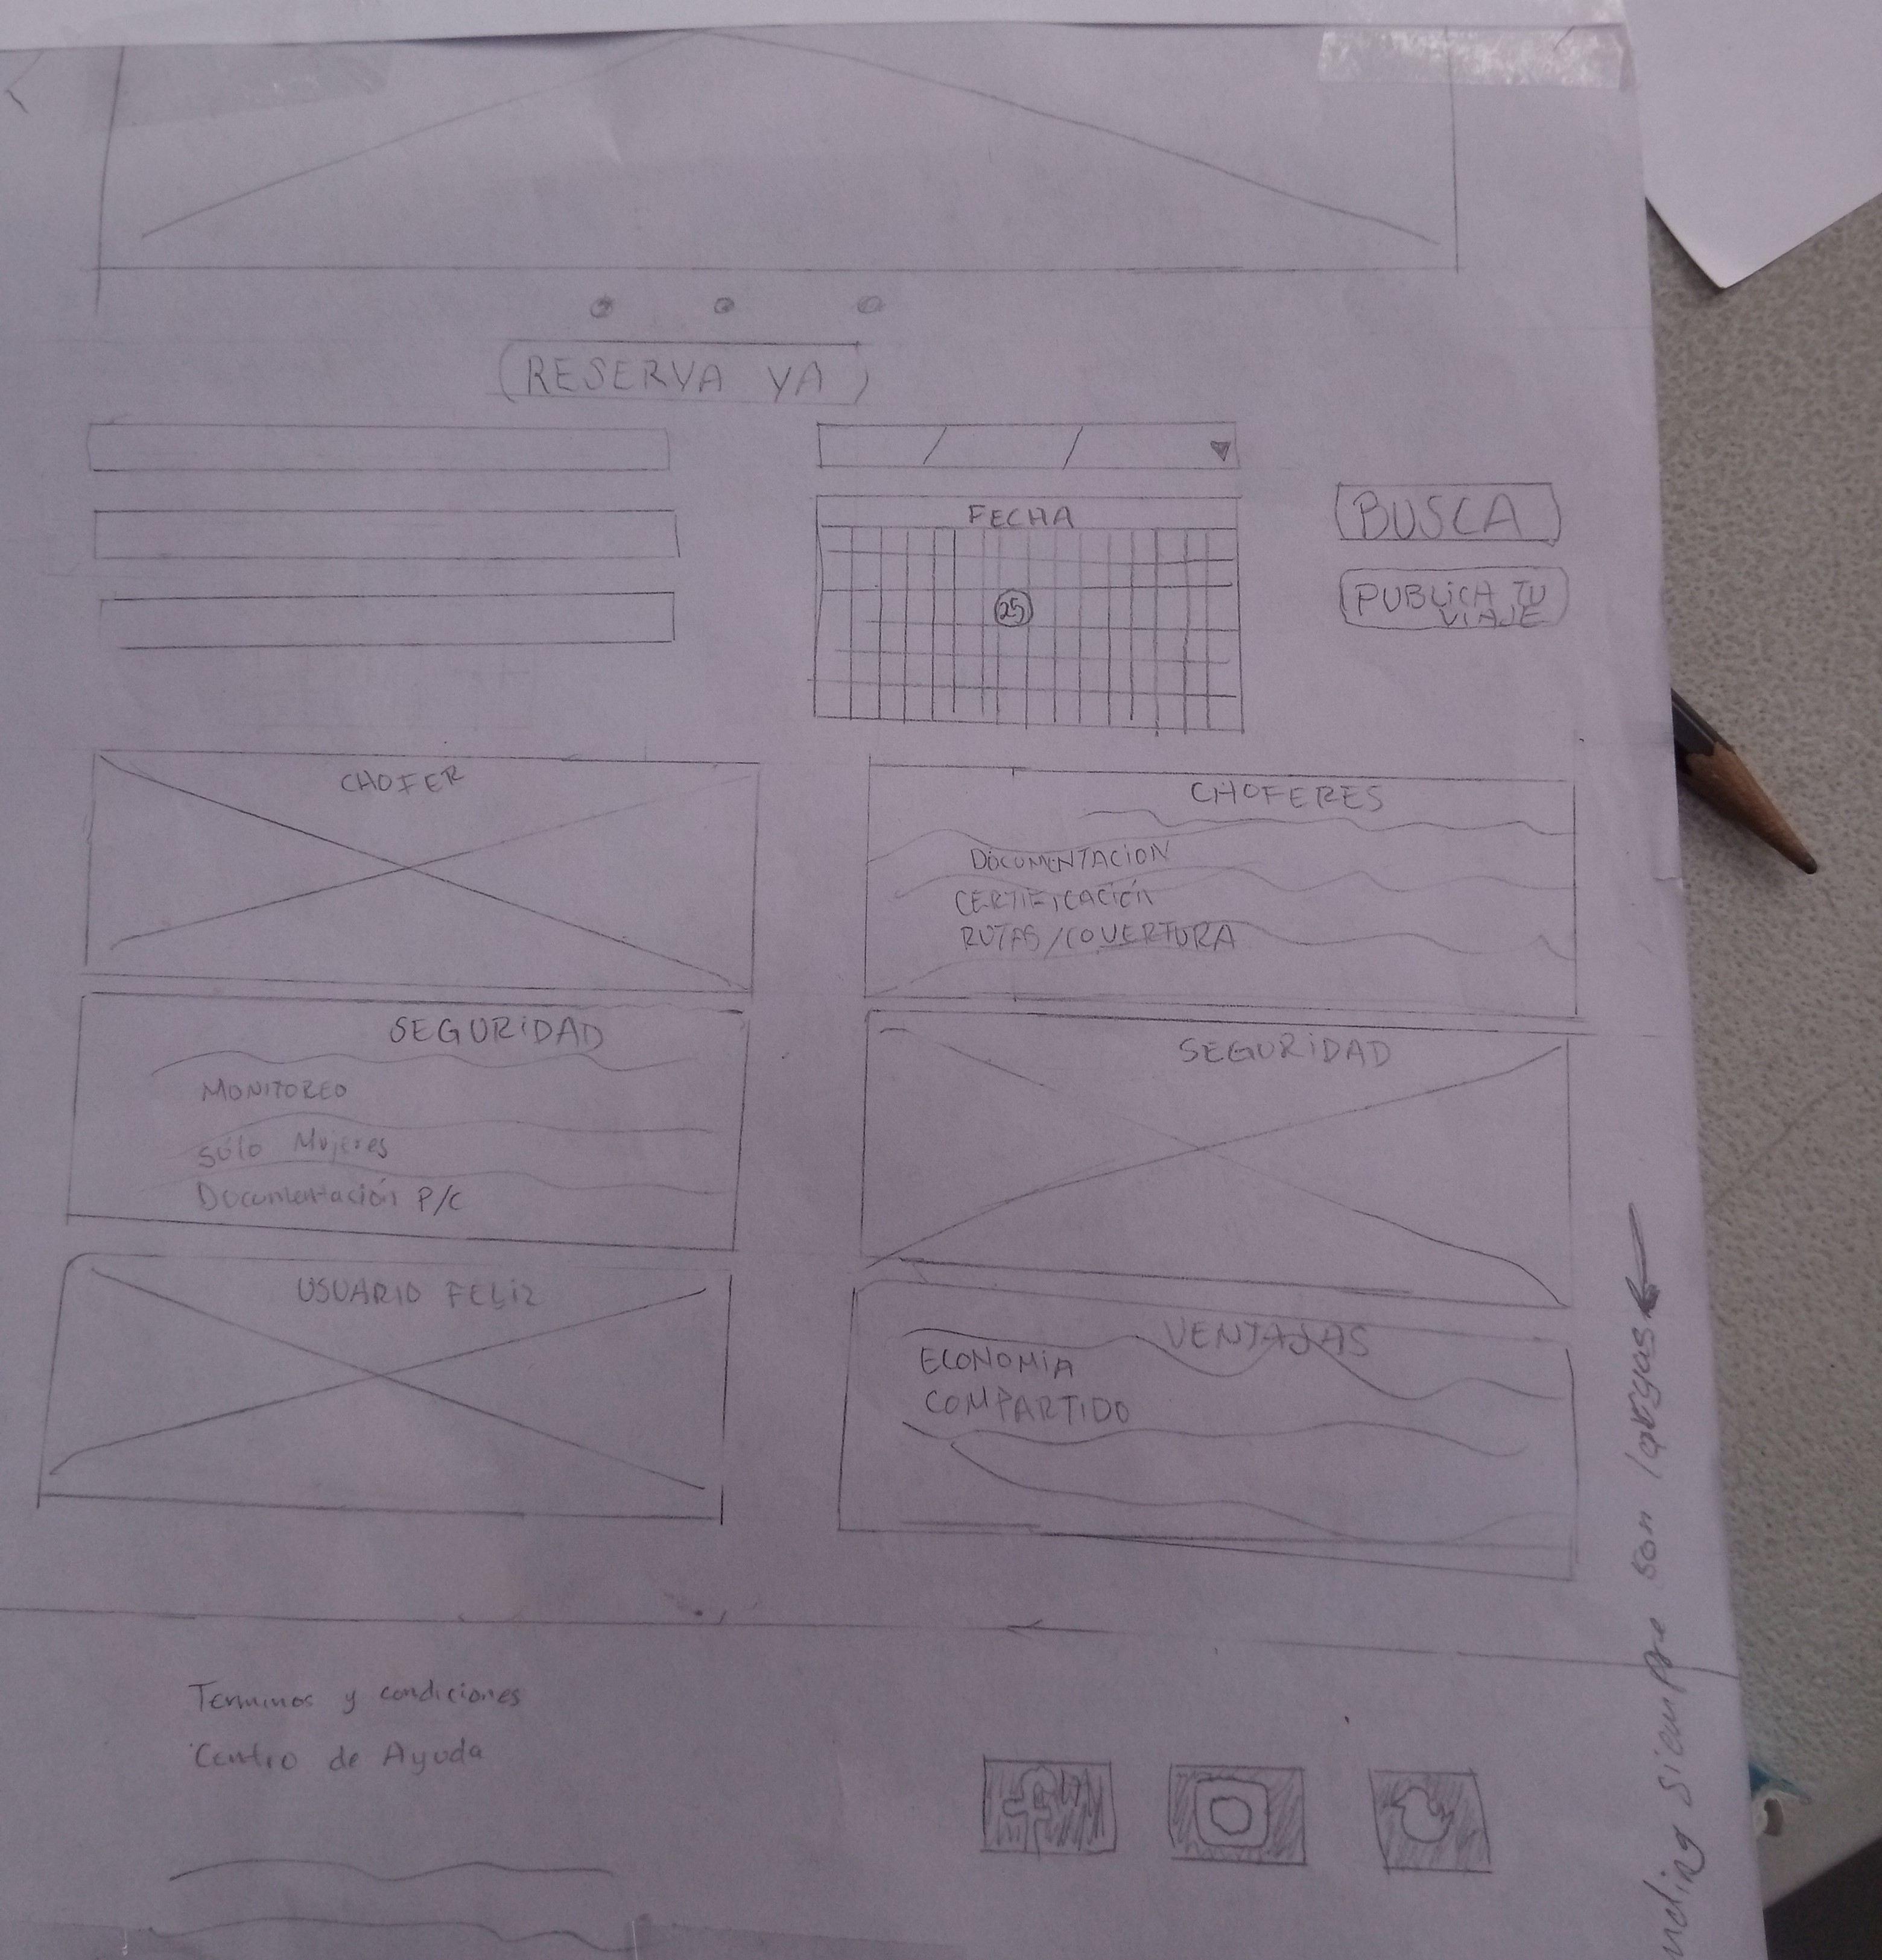 RESERVA YA
/ /
FECHA
25
BUSCA
PUBLICA TU
VIAJE
CHOFER
CHOFERES
DOCUMENTACION
CERTIFICACIÓN
RUTAS/COVERTURA
SEGURIDAD
MONITOREO
Sólo Mujeres
Documentación P/C
SEGURIDAD
USUARIO FELIZ
VENTAJAS
ECONOMIA
COMPARTIDO
Terminos y condiciones
Centro de Ayuda
f
nding siempre son largas